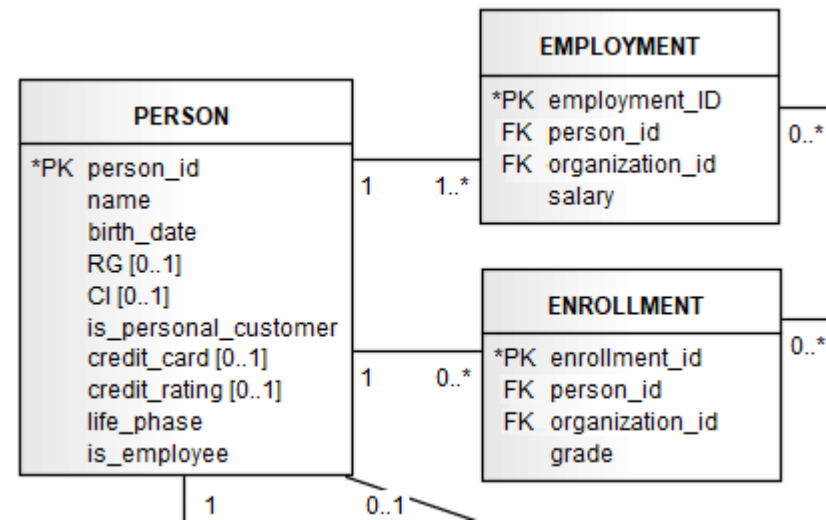 PERSON
*PK person_id
name
birth_date
RG [0..1]
CI [0..1]
is_personal_customer
credit_card [0..1]
credit_rating [0..1]
life_phase
is_employee
1
1..*
EMPLOYMENT
*PK employment_ID
FK person_id
FK organization_id
salary
0..*
1
0..*
ENROLLMENT
*PK enrollment_id
FK person_id
FK organization_id
grade
0..*
1
0..1